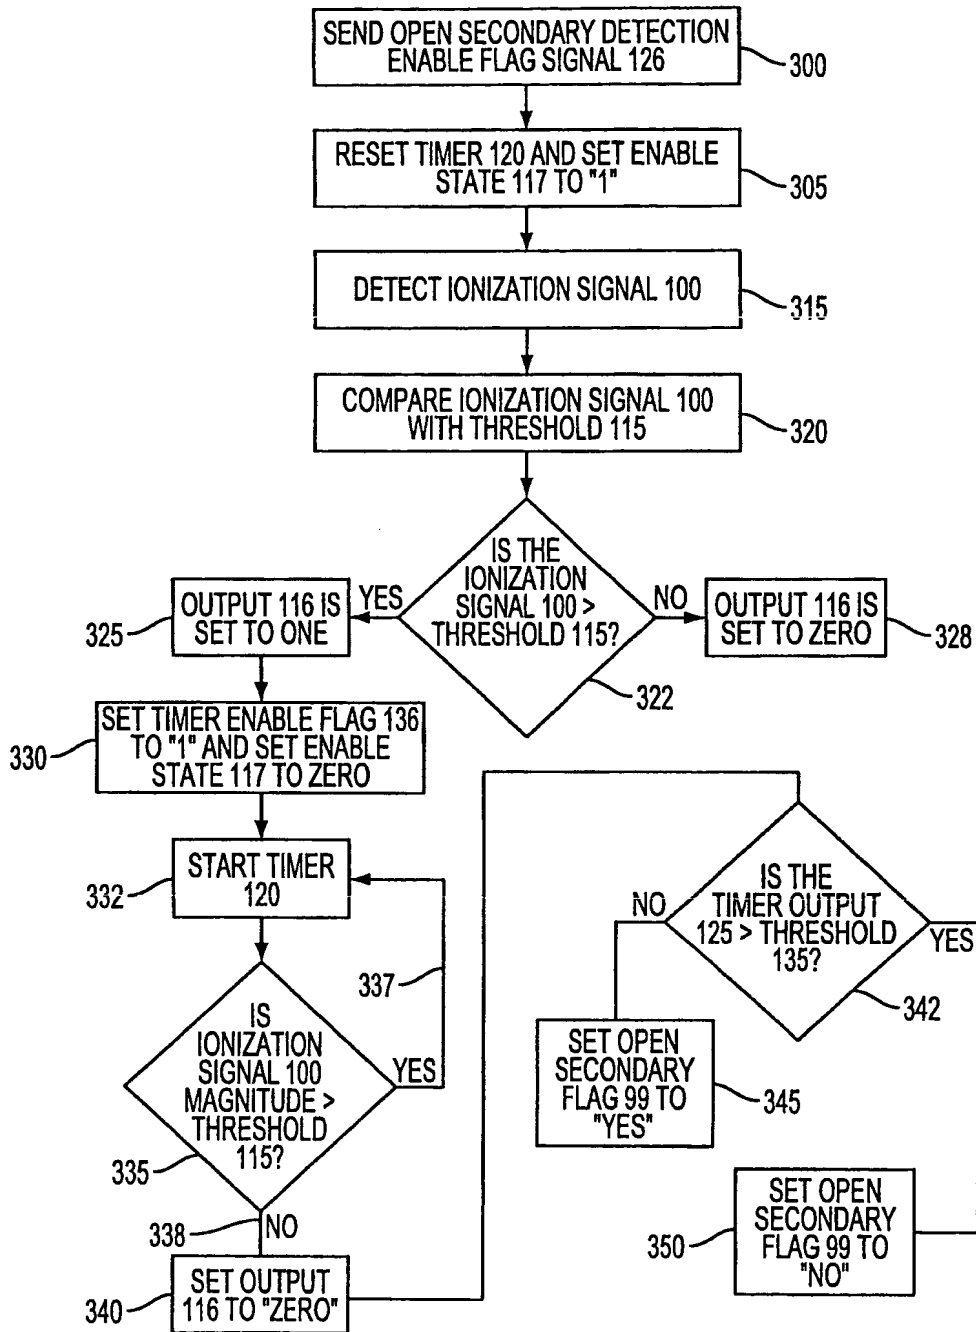 SEND OPEN SECONDARY DETECTION
ENABLE FLAG SIGNAL 126
300
RESET TIMER 120 AND SET ENABLE
STATE 117 TO "1"
305
DETECT IONIZATION SIGNAL 100
315
COMPARE IONIZATION SIGNAL 100
WITH THRESHOLD 115
320
IS THE
IONIZATION
SIGNAL 100 >
THRESHOLD 115?
322
YES
NO
OUTPUT 116 IS
SET TO ONE
325
OUTPUT 116 IS
SET TO ZERO
328
SET TIMER ENABLE FLAG 136
TO "1" AND SET ENABLE
STATE 117 TO ZERO
330
START TIMER
120
332
337
IS
IONIZATION
SIGNAL 100
MAGNITUDE >
THRESHOLD
115?
335
YES
338
NO
SET OUTPUT
116 TO "ZERO"
340
IS THE
TIMER OUTPUT
125 > THRESHOLD
135?
342
NO
YES
SET OPEN
SECONDARY
FLAG 99 TO
"YES"
345
SET OPEN
SECONDARY
FLAG 99 TO
"NO"
350